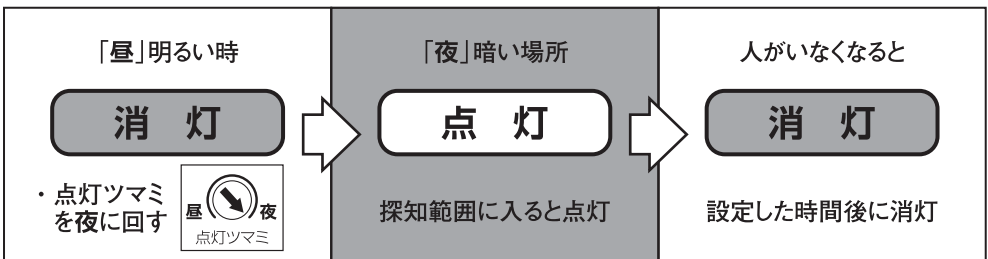 「昼」明るい時
消 灯
・点灯ツマミ
を夜に回す
昼 夜
点灯ツマミ
「夜」暗い場所
点 灯
探知範囲に入ると点灯
人がいなくなると
消 灯
設定した時間後に消灯